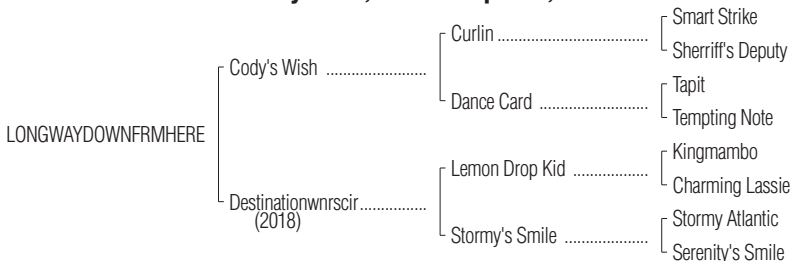 Smart Strike
Curlin ....................................
Sherriff's Deputy
Cody's Wish ........................
Tapit
Dance Card ..........................
Tempting Note
LONGWAYDOWNFRMHERE
Kingmambo
Lemon Drop Kid ..................
Charming Lassie
Destinationwnrscir................
(2018)
Stormy Atlantic
Stormy's Smile ....................
Serenity's Smile